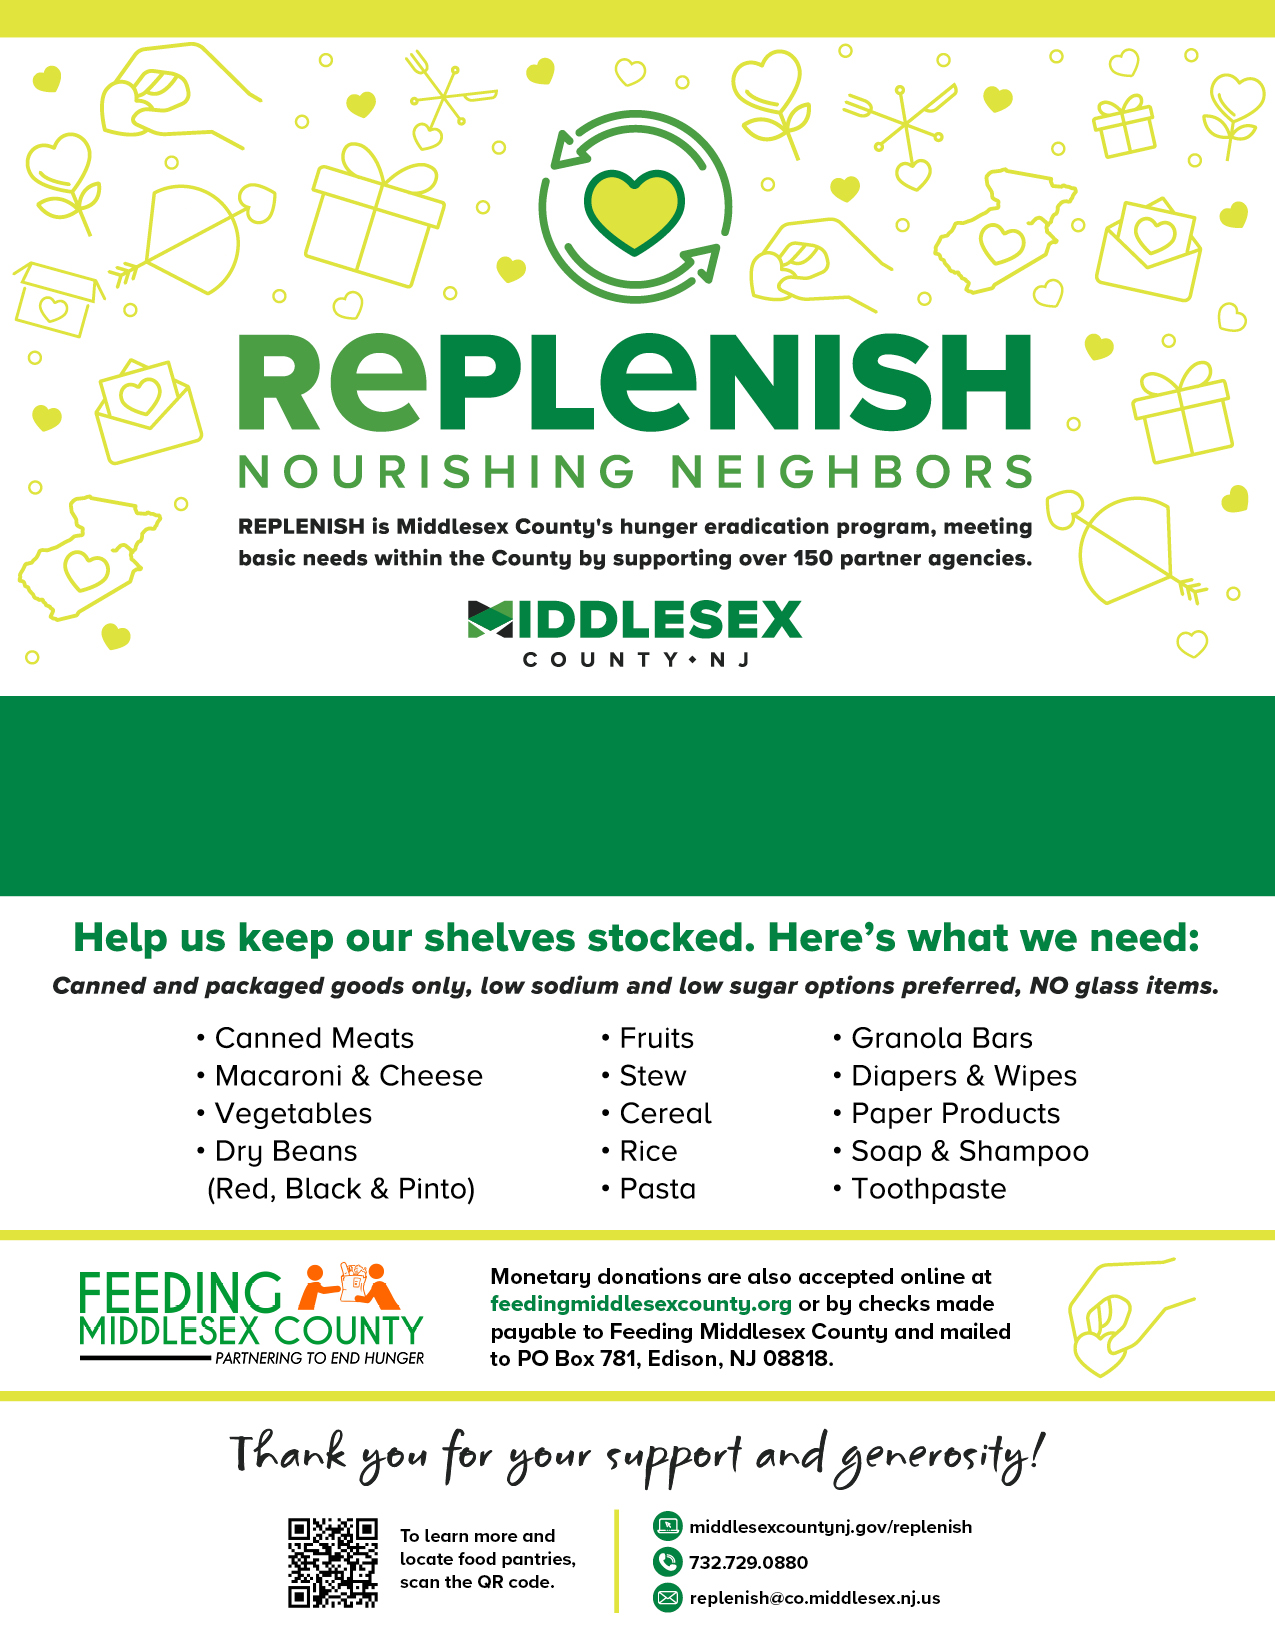 RePLeNISH
NOURISHING NEIGHBORS
REPLENISH is Middlesex County's hunger eradication program, meeting
basic needs within the County by supporting over 150 partner agencies.
MIDDLESEX
COUNTY • NJ
Help us keep our shelves stocked. Here’s what we need:
Canned and packaged goods only, low sodium and low sugar options preferred, NO glass items.
• Canned Meats
• Macaroni & Cheese
• Vegetables
• Dry Beans
(Red, Black & Pinto)
• Fruits
• Stew
• Cereal
• Rice
• Pasta
• Granola Bars
• Diapers & Wipes
• Paper Products
• Soap & Shampoo
• Toothpaste
FEEDING
MIDDLESEX COUNTY
PARTNERING TO END HUNGER
Monetary donations are also accepted online at
feedingmiddlesexcounty.org or by checks made
payable to Feeding Middlesex County and mailed
to PO Box 781, Edison, NJ 08818.
Thank you for your support and generosity!
To learn more and
locate food pantries,
scan the QR code.
middlesexcountynj.gov/replenish
732.729.0880
replenish@co.middlesex.nj.us